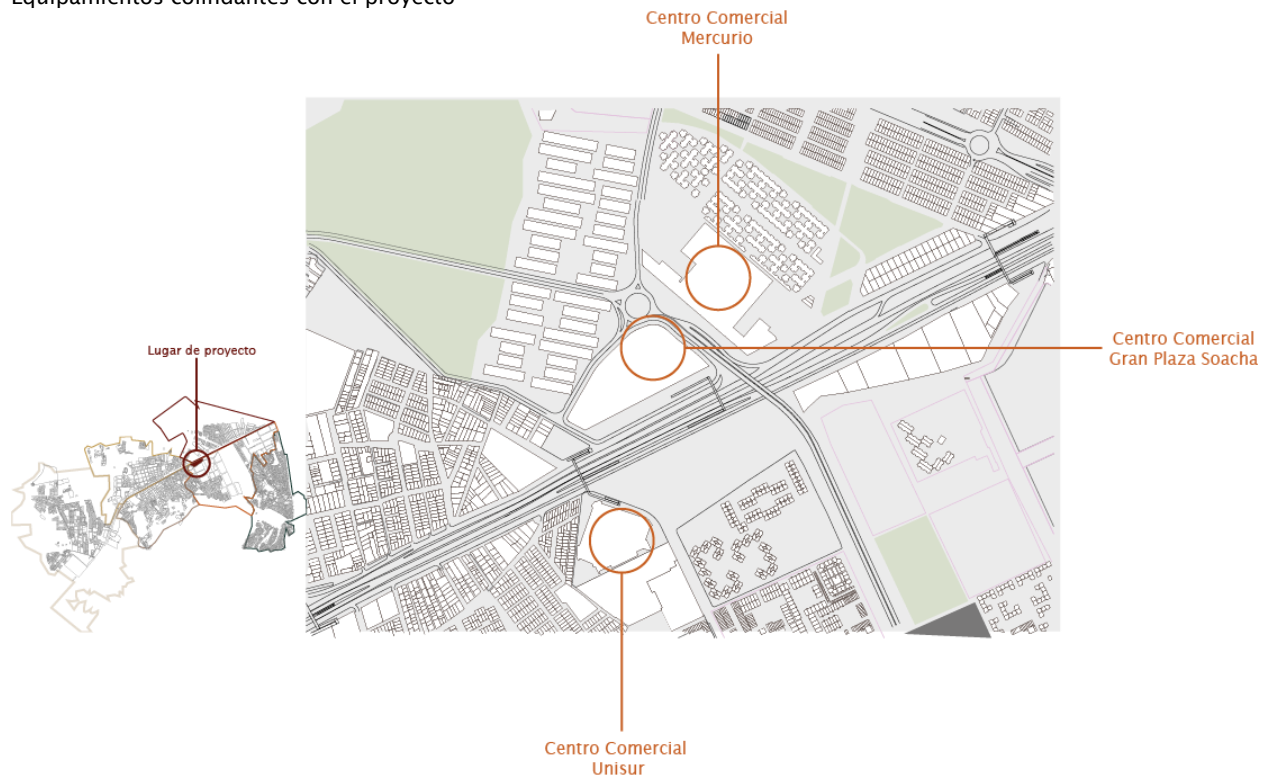 Equipamientos colindantes con el proyecto
Centro Comercial
Mercurio
Centro Comercial
Gran Plaza Soacha
Lugar de proyecto
Centro Comercial
Unisur